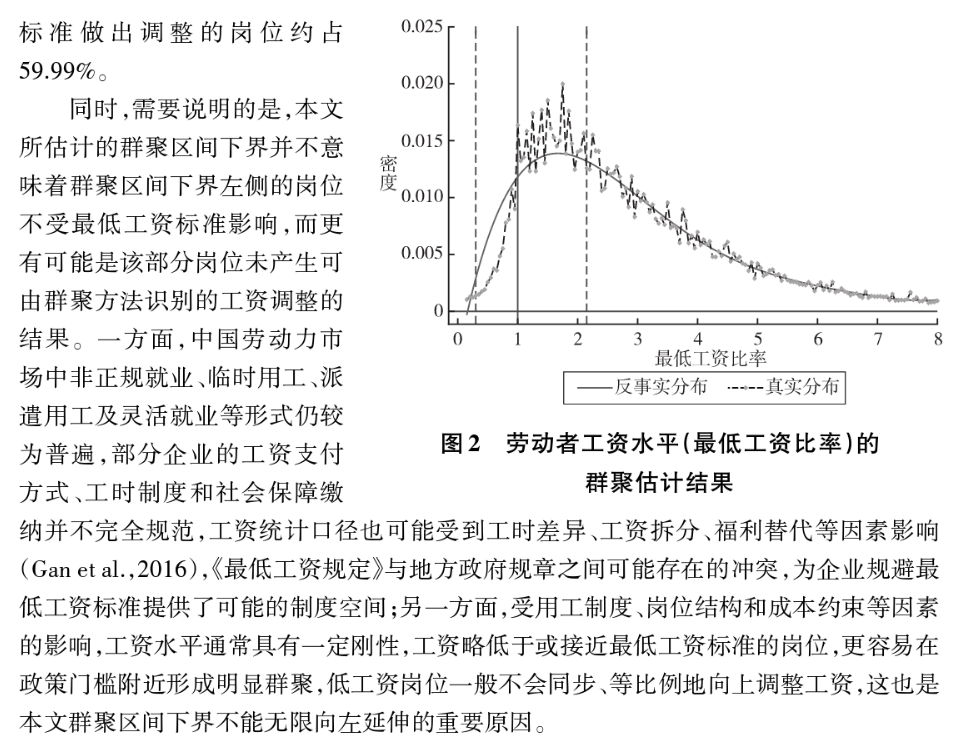 标准做出调整的岗位约占
59.99%。
同时,需要说明的是,本文
所估计的群聚区间下界并不意
味着群聚区间下界左侧的岗位
不受最低工资标准影响,而更
有可能是该部分岗位未产生可
由群聚方法识别的工资调整的
结果。一方面,中国劳动力市
场中非正规就业、临时用工、派
遣用工及灵活就业等形式仍较
为普遍,部分企业的工资支付
方式、工时制度和社会保障缴
0.025
0.020
0.015
0.010
0.005
0
密度
0 1 2 3 4 5 6 7 8
最低工资比率
反事实分布 真实分布
图2 劳动者工资水平(最低工资比率)的
群聚估计结果
纳并不完全规范,工资统计口径也可能受到工时差异、工资拆分、福利替代等因素影响
(Gan et al.,2016),《最低工资规定》与地方政府规章之间可能存在的冲突,为企业规避最
低工资标准提供了可能的制度空间;另一方面,受用工制度、岗位结构和成本约束等因素
的影响,工资水平通常具有一定刚性,工资略低于或接近最低工资标准的岗位,更容易在
政策门槛附近形成明显群聚,低工资岗位一般不会同步、等比例地向上调整工资,这也是
本文群聚区间下界不能无限向左延伸的重要原因。